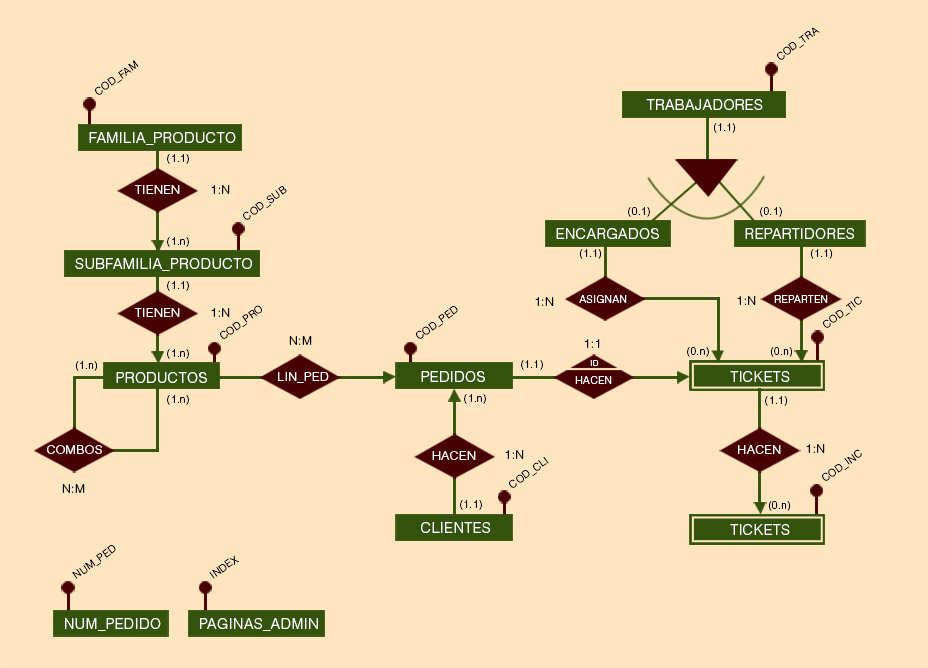 COD_FAM
FAMILIA_PRODUCTO
(1.1)
TIENEN
1:N
COD_SUB
(1.n)
SUBFAMILIA_PRODUCTO
(1.1)
TIENEN
1:N
COD_PRO
(1.n)
(1.n)
PRODUCTOS
(1.n)
COMBOS
N:M
N:M
LIN_PED
COD_PED
PEDIDOS
(1.1)
(1.n)
HACEN
1:N
COD_CLI
(1.1)
CLIENTES
1:1
ID
HACEN
COD_TRA
TRABAJADORES
(1.1)
(0.1)
(0.1)
ENCARGADOS
REPARTIDORES
(1.1)
(1.1)
1:N
ASIGNAN
1:N
REPARTEN
COD_TIC
(0.n)
(0.n)
TICKETS
(1.1)
HACEN
1:N
COD_INC
(0.n)
TICKETS
NUM_PED
NUM_PEDIDO
INDEX
PAGINAS_ADMIN